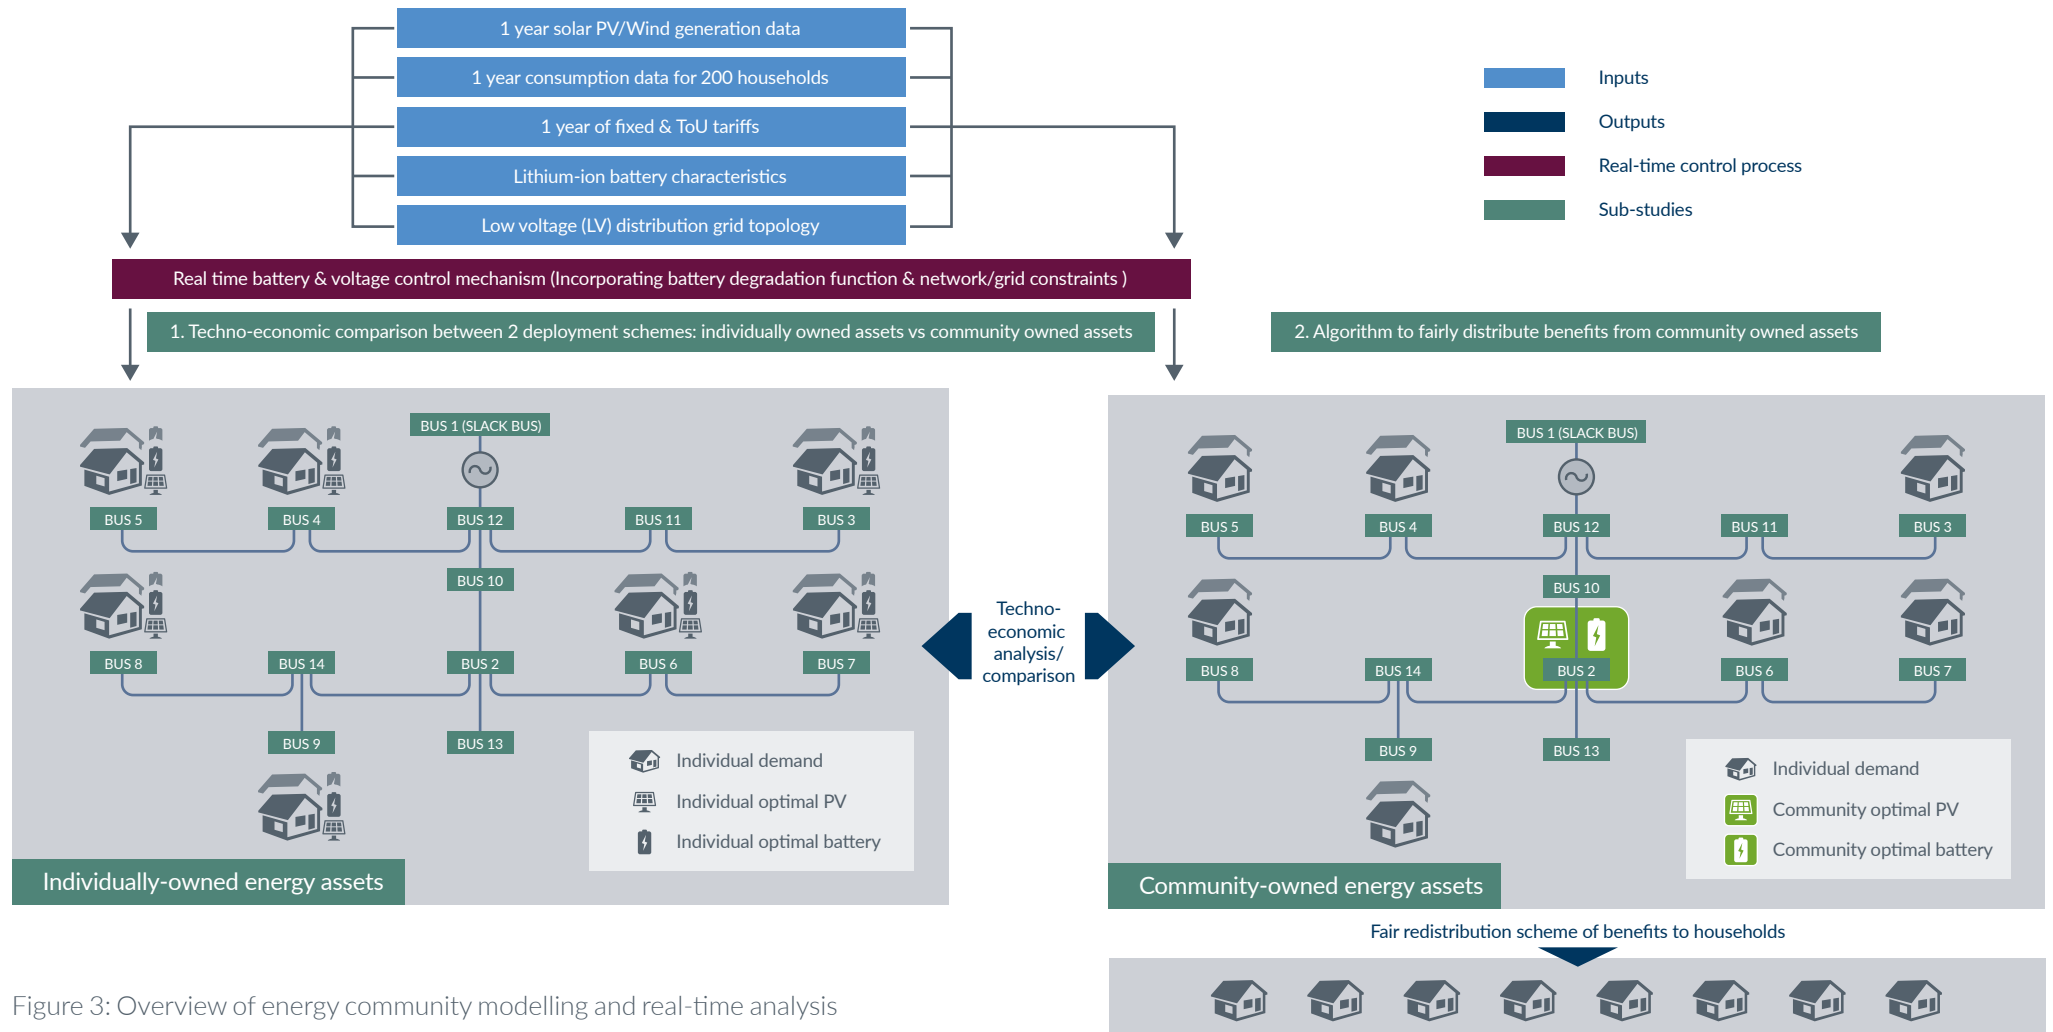 1 year solar PV/Wind generation data
1 year consumption data for 200 households
1 year of fixed & ToU tariffs
Lithium-ion battery characteristics
Low voltage (LV) distribution grid topology
Inputs
Outputs
Real-time control process
Sub-studies
Real time battery & voltage control mechanism (Incorporating battery degradation function & network/grid constraints )
1. Techno-economic comparison between 2 deployment schemes: individually owned assets vs community owned assets
2. Algorithm to fairly distribute benefits from community owned assets
BUS 1 (SLACK BUS)
BUS 5
BUS 4
BUS 12
BUS 11
BUS 3
BUS 10
BUS 8
BUS 14
BUS 2
BUS 6
BUS 7
BUS 9
BUS 13
Individual demand
Individual optimal PV
Individual optimal battery
Individually-owned energy assets
Techno-
economic
analysis/
comparison
BUS 1 (SLACK BUS)
BUS 5
BUS 4
BUS 12
BUS 11
BUS 3
BUS 10
BUS 8
BUS 14
BUS 2
BUS 6
BUS 7
BUS 9
BUS 13
Individual demand
Community optimal PV
Community optimal battery
Community-owned energy assets
Fair redistribution scheme of benefits to households
Figure 3: Overview of energy community modelling and real-time analysis